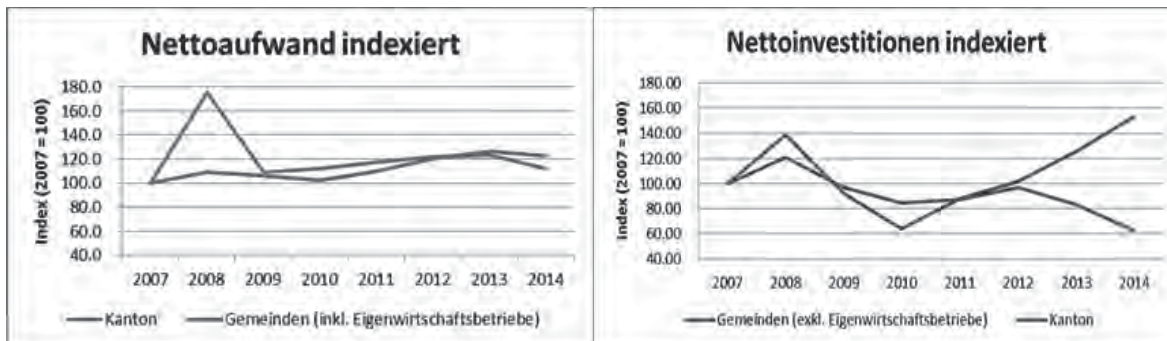 Nettoaufwand indexiert
Index (2007 = 100)
180.0
160.0
140.0
120.0
100.0
80.0
60.0
40.0
2007 2008 2009 2010 2011 2012 2013 2014
Kanton Gemeinden (inkl. Eigenwirtschaftsbetriebe)
Nettoinvestitionen indexiert
Index (2007 = 100)
180.00
160.00
140.00
120.00
100.00
80.00
60.00
40.00
2007 2008 2009 2010 2011 2012 2013 2014
Gemeinden (exkl. Eigenwirtschaftsbetriebe) Kanton